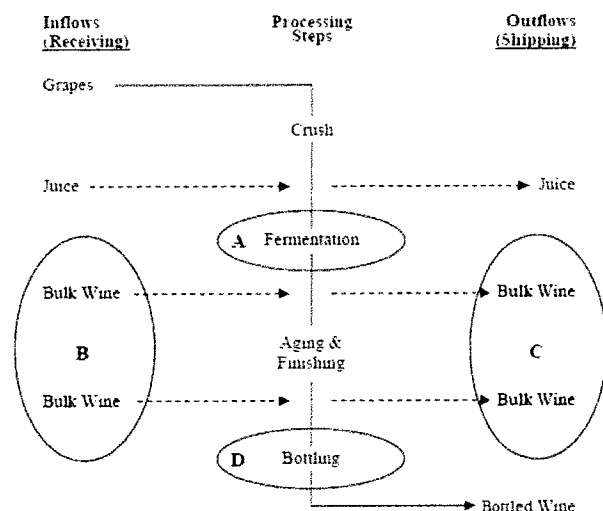 Inflows
(Receiving)
Processing
Steps
Outflows
(Shipping)
Grapes
Crush
Juice
Juice
A Fermentation
Bulk Wine
Bulk Wine
B
Aging &
Finishing
C
Bulk Wine
Bulk Wine
D Bottling
Bottled Wine